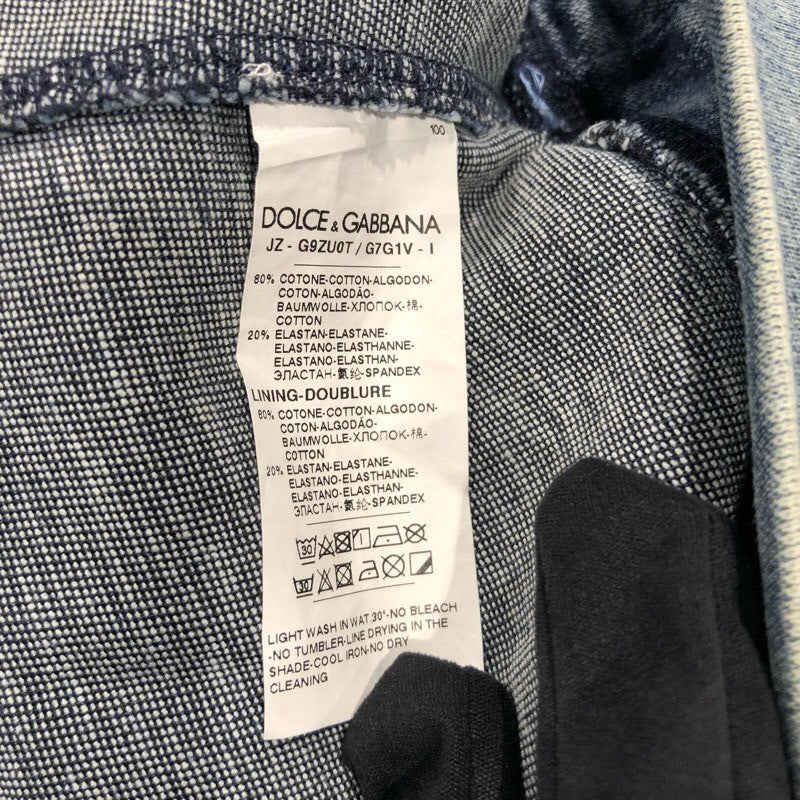 100
DOLCE & GABBANA
JZ - G9ZU0T / G7G1V - I
80% COTONE-COTTON-ALGODON-
COTON-ALGODÃO-
BAUMWOLLE-ХЛОПОК-棉-
COTTON
20% ELASTAN-ELASTANE-
ELASTANO-ELASTHANNE-
ELASTANO-ELASTHAN-
ЭЛАСТАН-氨纶-SPANDEX
LINING-DOUBLURE
80% COTONE-COTTON-ALGODON-
COTON-ALGODÃO-
BAUMWOLLE-ХЛОПОК-棉-
COTTON
20% ELASTAN-ELASTANE-
ELASTANO-ELASTHANNE-
ELASTANO-ELASTHAN-
ЭЛАСТАН-氨纶-SPANDEX
30
30
LIGHT WASH IN WAT.30°-NO BLEACH
-NO TUMBLER-LINE DRYING IN THE
SHADE-COOL IRON-NO DRY
CLEANING